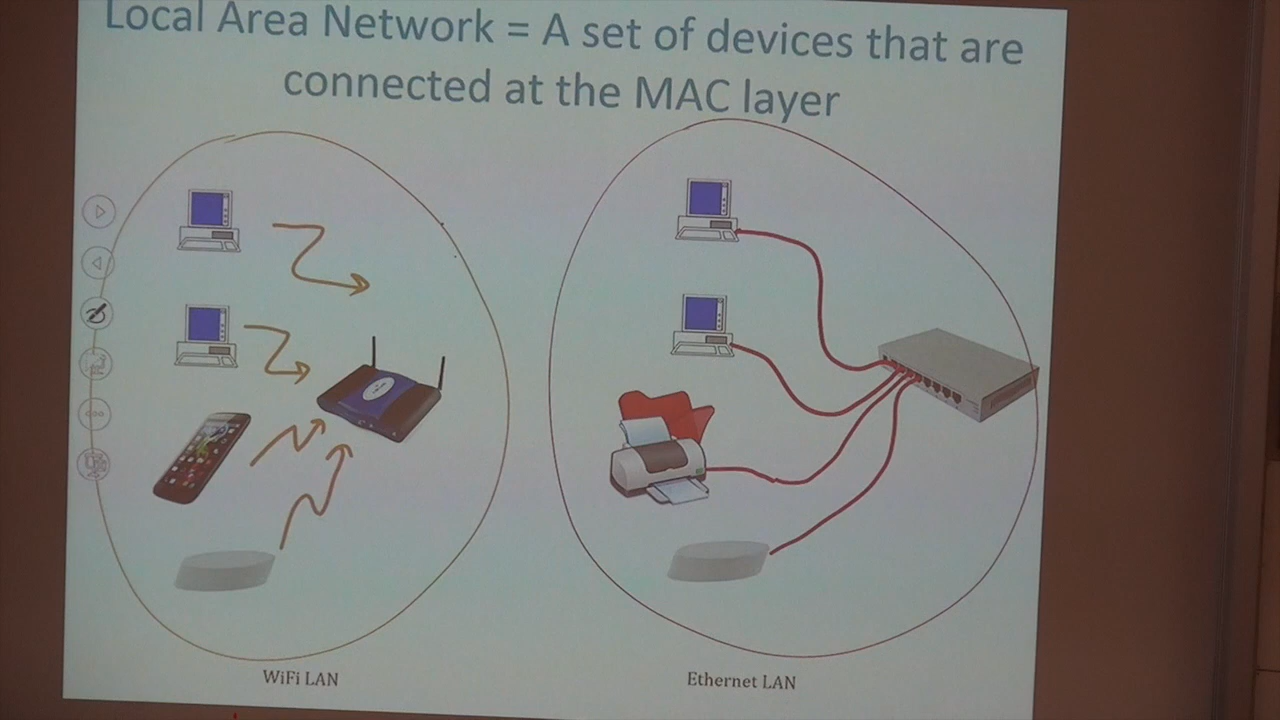 Local Area Network = A set of devices that are
connected at the MAC layer
WiFi LAN
Ethernet LAN